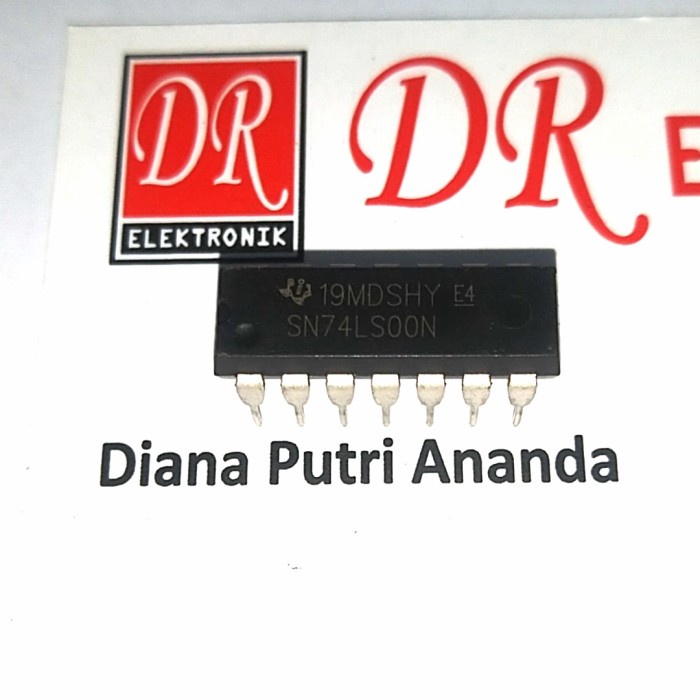 DR
ELEKTRONIK
DR E
19MDSHY E4
SN74LS00N
Diana Putri Ananda